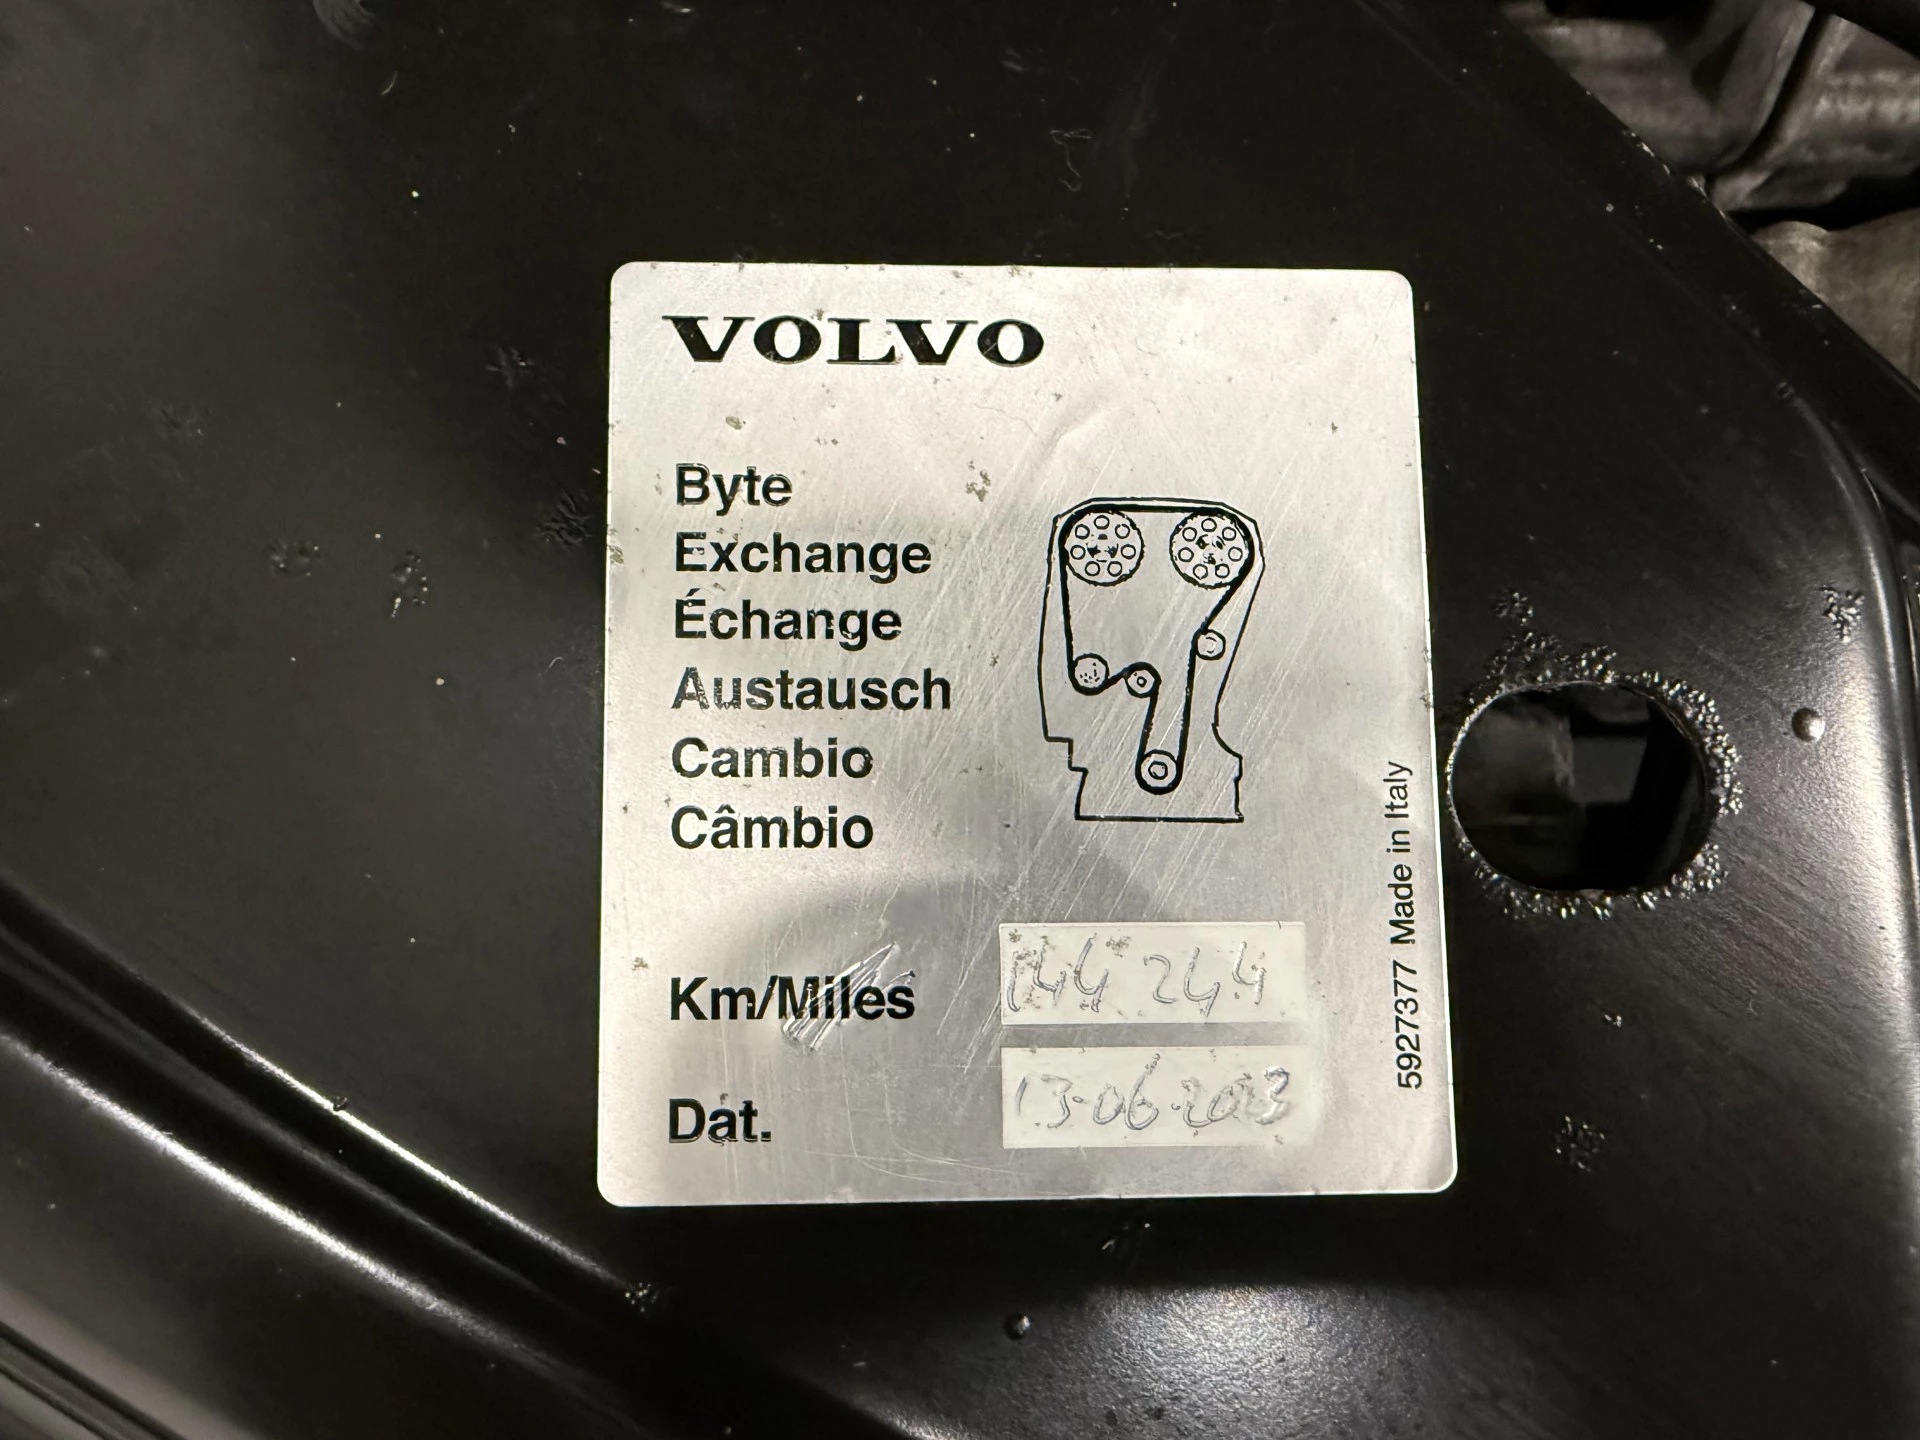 VOLVO
Byte
Exchange
Échange
Austausch
Cambio
Câmbio
Km/Miles 144 244
Dat. 13-06-2013
5927377 Made in Italy